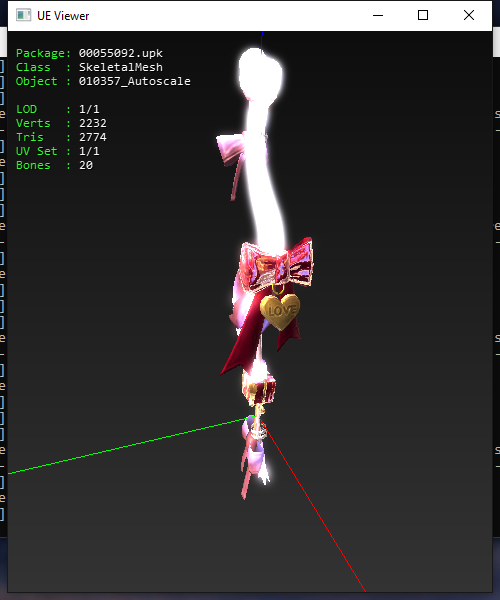 UE Viewer
Package: 00055092.upk
Class  : SkeletalMesh
Object : 010357_Autoscale
LOD    : 1/1
Verts  : 2232
Tris   : 2774
UV Set : 1/1
Bones  : 20
LOVE